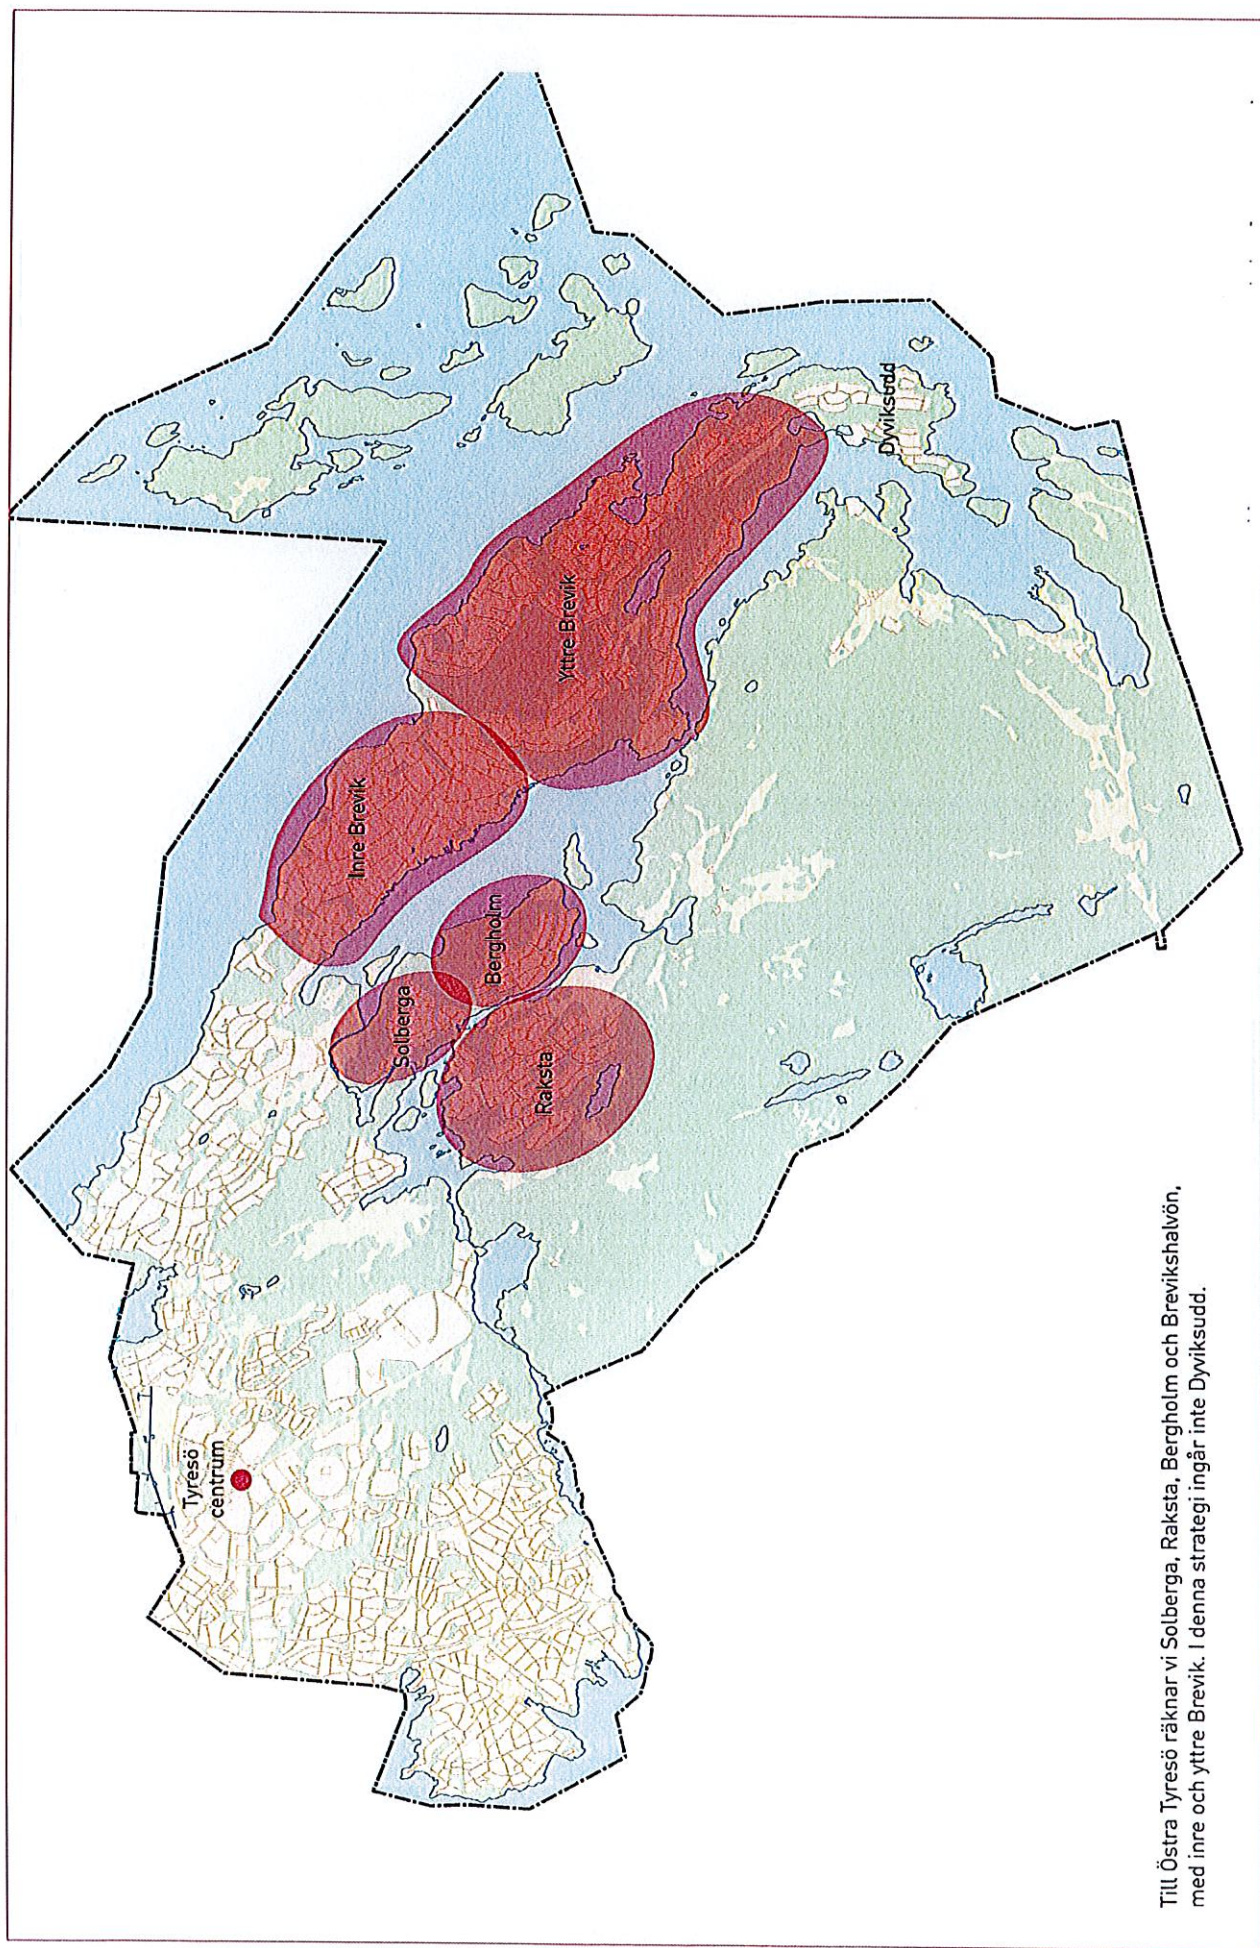 Tyresö
centrum
Solberga
Raksta
Bergholm
Inre Brevik
Yttre Brevik
Dyviksudd
Till Östra Tyresö räknar vi Solberga, Raksta, Bergholm och Brevikshalvön,
med inre och yttre Brevik. I denna strategi ingår inte Dyviksudd.